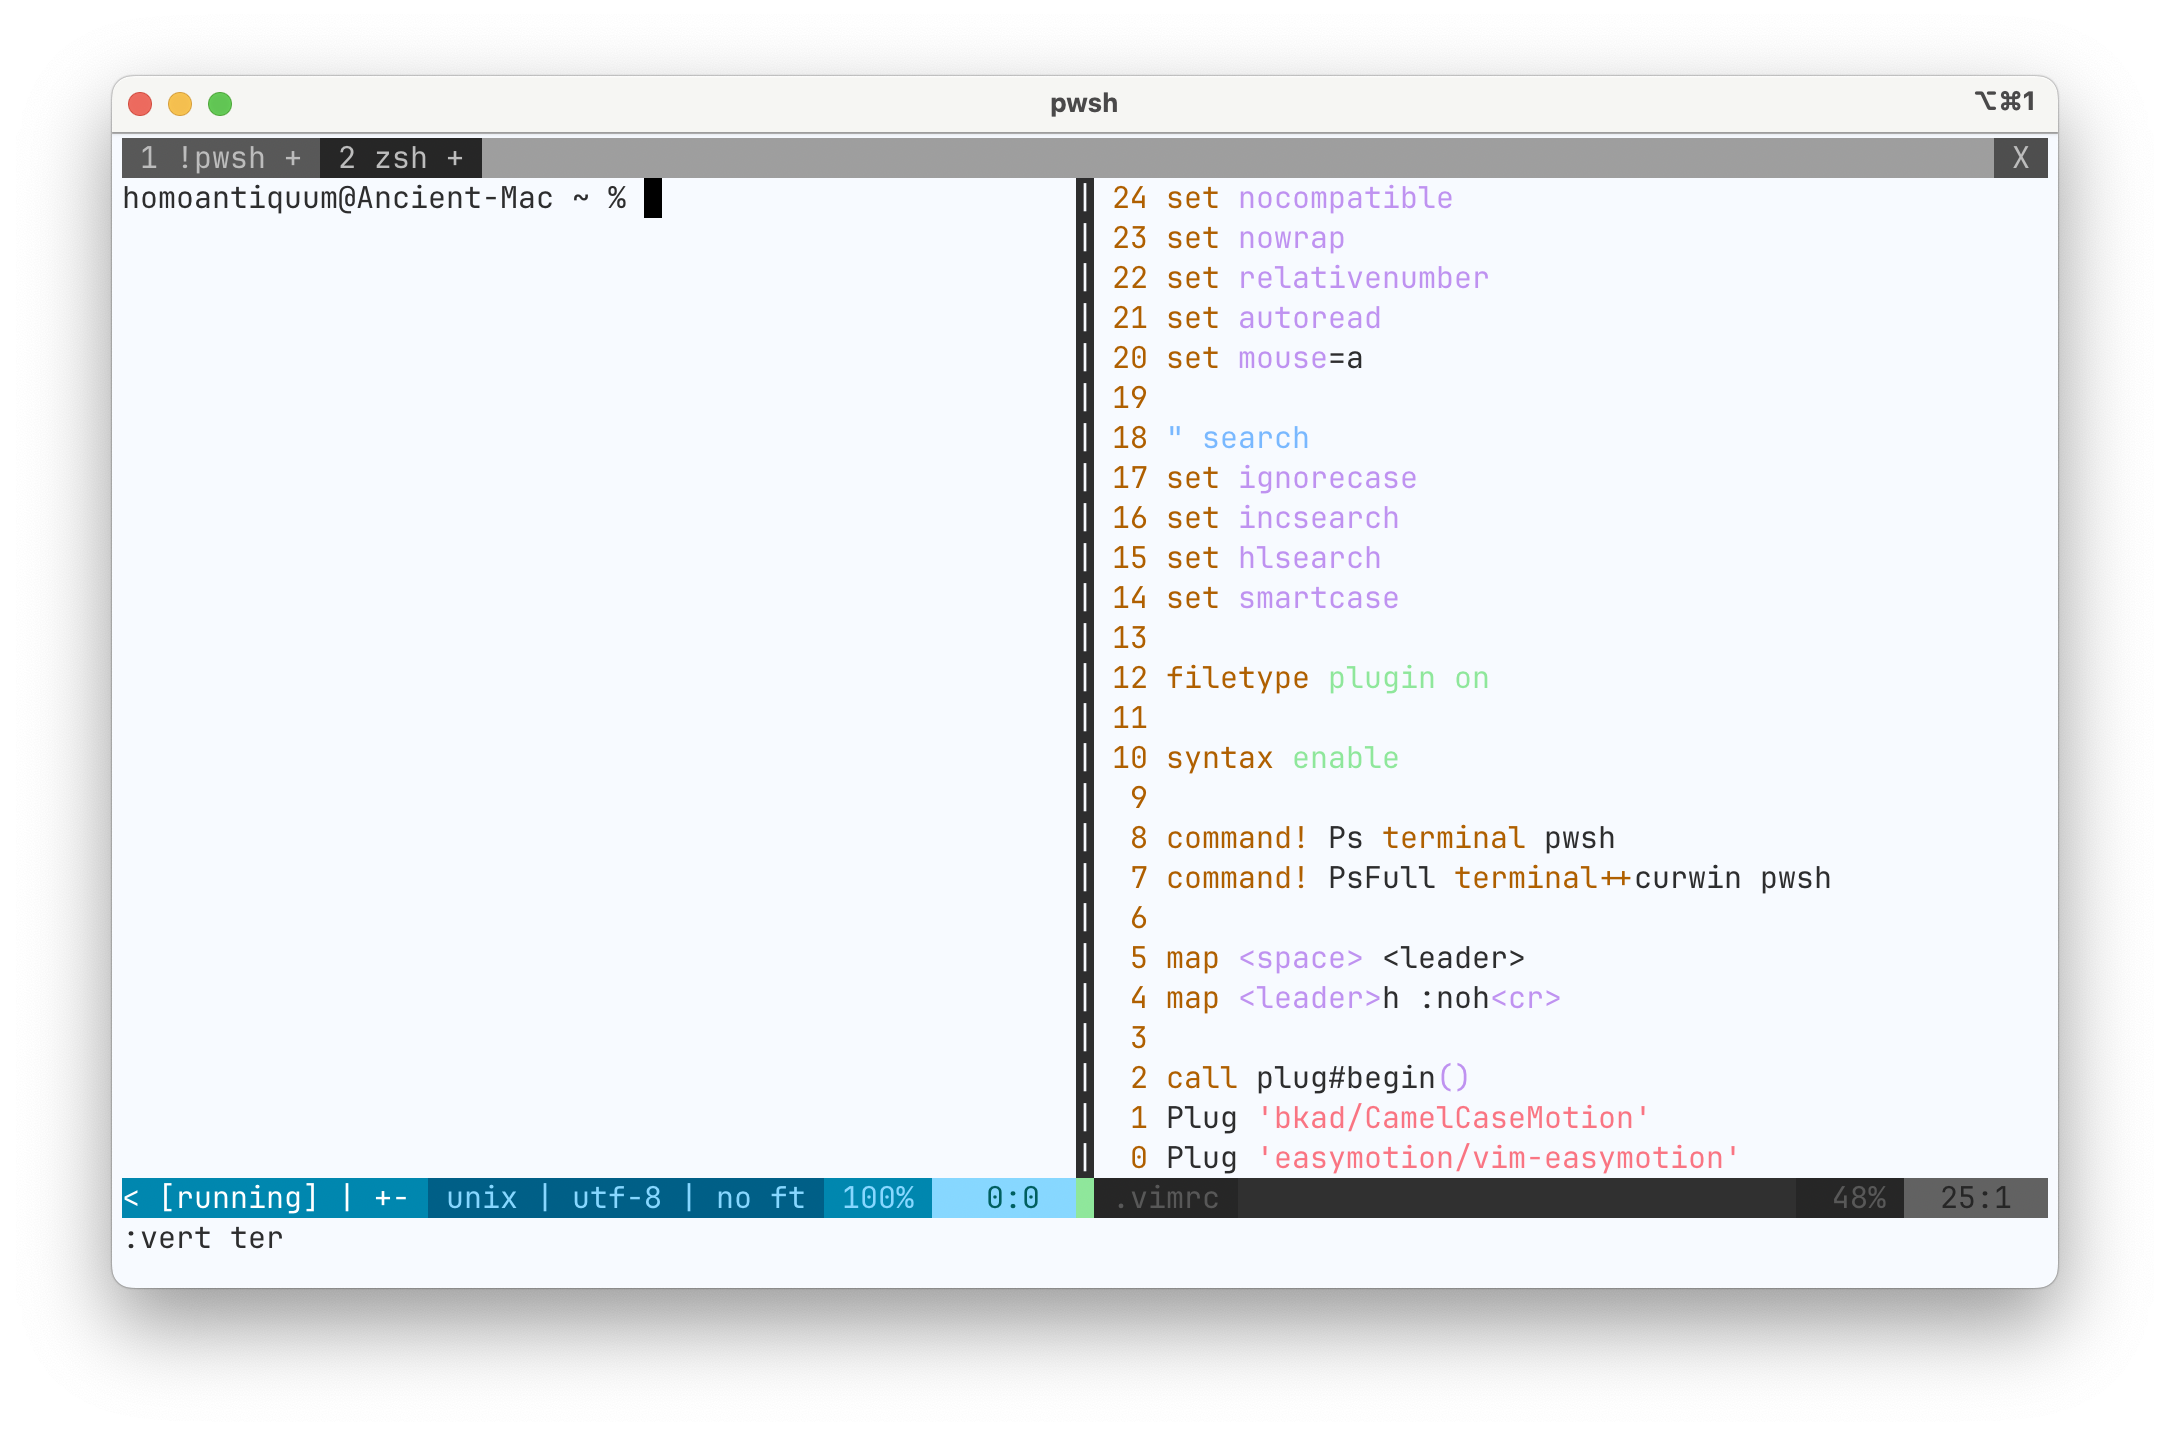 pwsh
⌥⌘1
1 !pwsh + 2 zsh + X
homoantiquum@Ancient-Mac ~ %
24 set nocompatible
23 set nowrap
22 set relativenumber
21 set autoread
20 set mouse=a
19
18 " search
17 set ignorecase
16 set incsearch
15 set hlsearch
14 set smartcase
13
12 filetype plugin on
11
10 syntax enable
9
8 command! Ps terminal pwsh
7 command! PsFull terminal++curwin pwsh
6
5 map <space> <leader>
4 map <leader>h :noh<cr>
3
2 call plug#begin()
1 Plug 'bkad/CamelCaseMotion'
0 Plug 'easymotion/vim-easymotion'
< [running] | +- unix | utf-8 | no ft 100% 0:0
.vimrc 48% 25:1
:vert ter